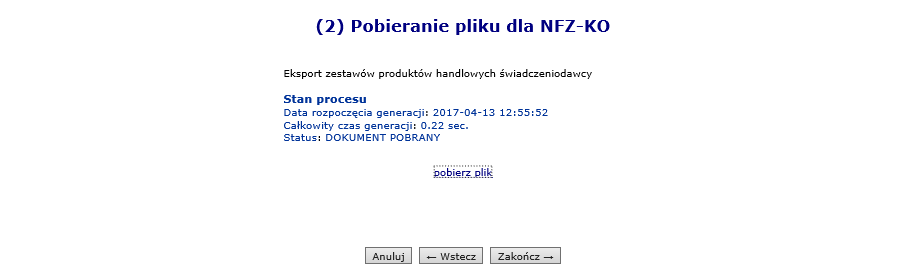 (2) Pobieranie pliku dla NFZ-KO
Eksport zestawów produktów handlowych świadczeniodawcy
Stan procesu
Data rozpoczęcia generacji: 2017-04-13 12:55:52
Całkowity czas generacji: 0.22 sec.
Status: DOKUMENT POBRANY
pobierz plik
Anuluj ← Wstecz Zakończ →